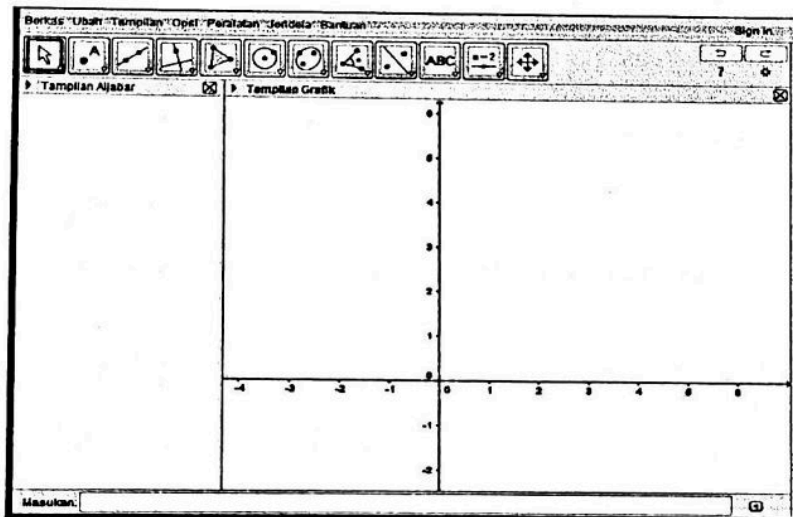 Berkas Ubah Tampilan Opsi Peralatan Jendela Bantuan
Sign in
A
ABC
a=2
?
Tampilan Aljabar
Tampilan Grafik
6
5
4
3
2
1
0
-4 -3 -2 -1 0 1 2 3 4 5 6
-1
-2
Masukan: